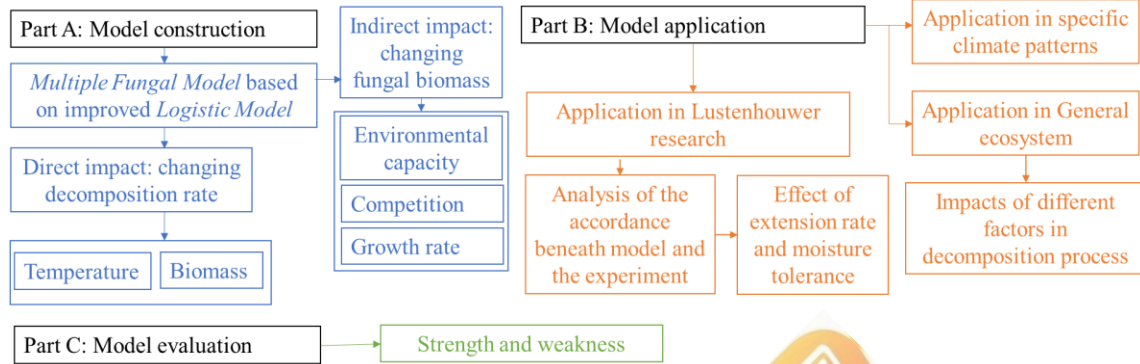 Part A: Model construction
Multiple Fungal Model based
on improved Logistic Model
Direct impact: changing
decomposition rate
Temperature
Biomass
Indirect impact:
changing
fungal biomass
Environmental
capacity
Competition
Growth rate
Part B: Model application
Application in Lustenhouwer
research
Analysis of the
accordance
beneath model and
the experiment
Effect of
extension rate
and moisture
tolerance
Application in specific
climate patterns
Application in General
ecosystem
Impacts of different
factors in
decomposition process
Part C: Model evaluation
Strength and weakness